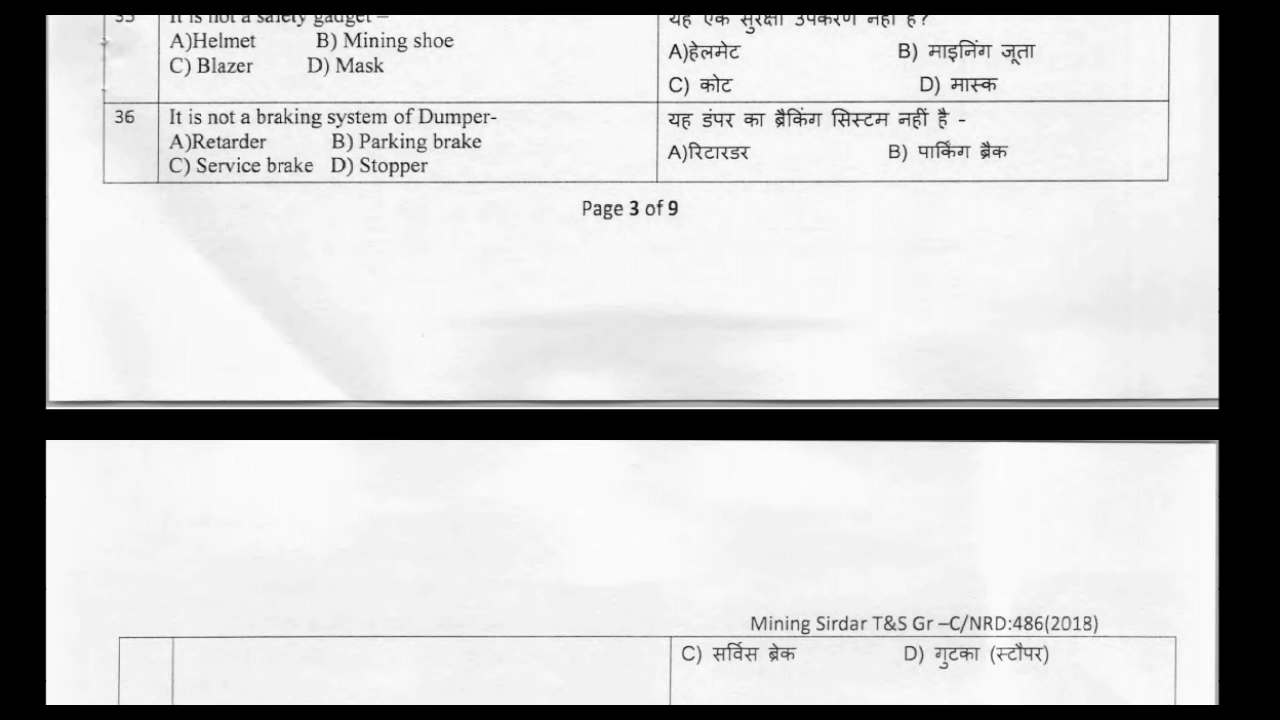 35 It is not a safety gadget –
A)Helmet B) Mining shoe
C) Blazer D) Mask
यह एक सुरक्षा उपकरण नहीं है?
A)हेलमेट B) माइनिंग जूता
C) कोट D) मास्क
36 It is not a braking system of Dumper-
A)Retarder B) Parking brake
C) Service brake D) Stopper
यह डंपर का ब्रैकिंग सिस्टम नहीं है -
A)रिटारडर B) पार्किंग ब्रैक
Page 3 of 9
Mining Sirdar T&S Gr –C/NRD:486(2018)
C) सर्विस ब्रेक D) गुटका (स्टौपर)